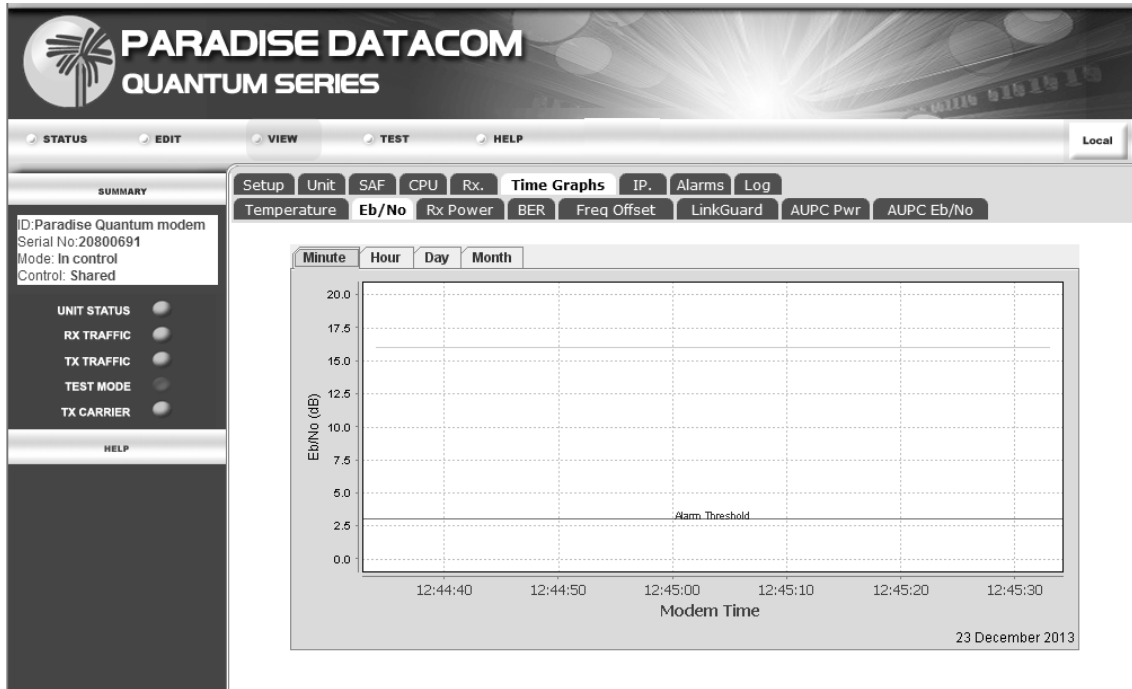 PARADISE DATACOM
QUANTUM SERIES
STATUS EDIT VIEW TEST HELP Local
SUMMARY
ID:Paradise Quantum modem
Serial No:20800691
Mode: In control
Control: Shared
UNIT STATUS
RX TRAFFIC
TX TRAFFIC
TEST MODE
TX CARRIER
HELP
Setup Unit SAF CPU Rx. Time Graphs IP. Alarms Log
Temperature Eb/No Rx Power BER Freq Offset LinkGuard AUPC Pwr AUPC Eb/No
Minute Hour Day Month
Eb/No (dB)
20.0
17.5
15.0
12.5
10.0
7.5
5.0
2.5
0.0
Alarm Threshold
12:44:40 12:44:50 12:45:00 12:45:10 12:45:20 12:45:30
Modem Time
23 December 2013